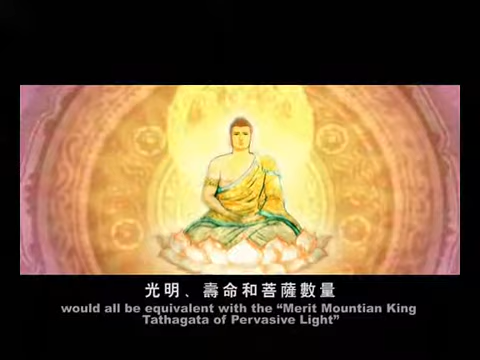 光明、壽命和菩薩數量
would all be equivalent with the “Merit Mountian King
Tathagata of Pervasive Light”